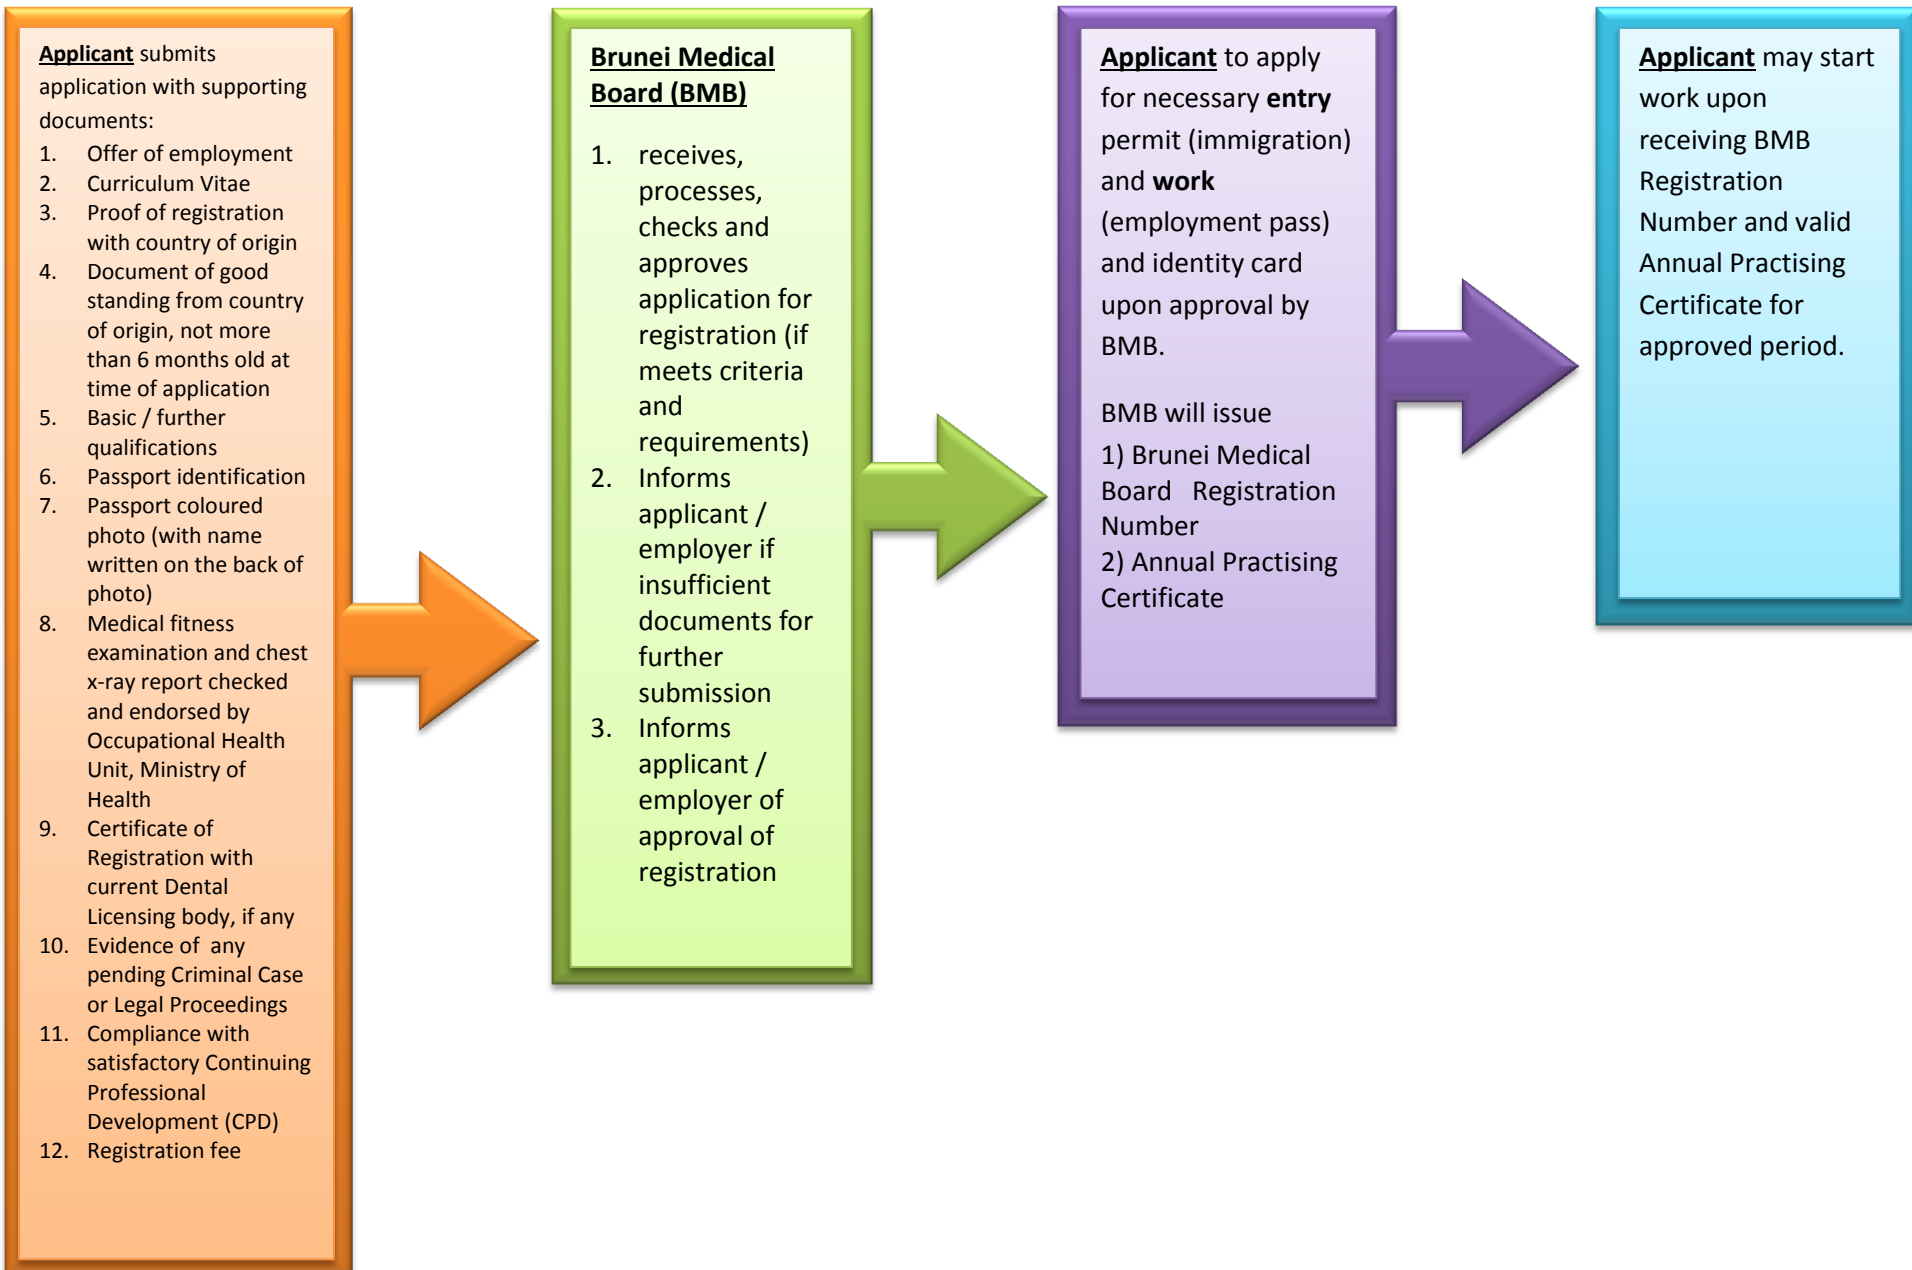 Applicant submits
application with supporting
documents:
1. Offer of employment
2. Curriculum Vitae
3. Proof of registration
with country of origin
4. Document of good
standing from country
of origin, not more
than 6 months old at
time of application
5. Basic / further
qualifications
6. Passport identification
7. Passport coloured
photo (with name
written on the back of
photo)
8. Medical fitness
examination and chest
x-ray report checked
and endorsed by
Occupational Health
Unit, Ministry of
Health
9. Certificate of
Registration with
current Dental
Licensing body, if any
10. Evidence of any
pending Criminal Case
or Legal Proceedings
11. Compliance with
satisfactory Continuing
Professional
Development (CPD)
12. Registration fee
Brunei Medical
Board (BMB)
1. receives,
processes,
checks and
approves
application for
registration (if
meets criteria
and
requirements)
2. Informs
applicant /
employer if
insufficient
documents for
further
submission
3. Informs
applicant /
employer of
approval of
registration
Applicant to apply
for necessary entry
permit (immigration)
and work
(employment pass)
and identity card
upon approval by
BMB.
BMB will issue
1) Brunei Medical
Board Registration
Number
2) Annual Practising
Certificate
Applicant may start
work upon
receiving BMB
Registration
Number and valid
Annual Practising
Certificate for
approved period.